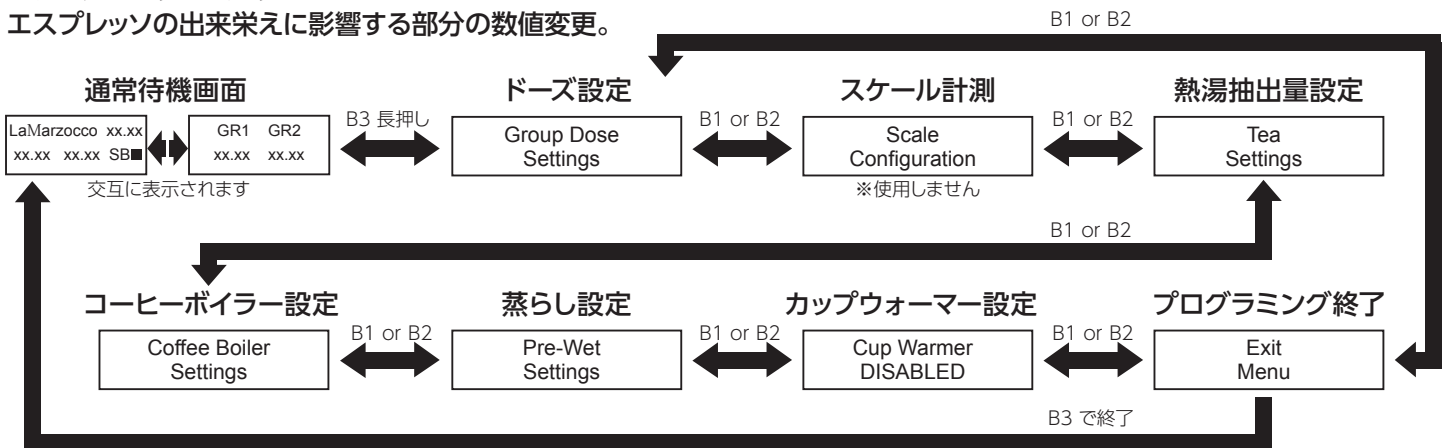 エスプレッソの出来栄えに影響する部分の数値変更。
B1 or B2
通常待機画面
ドーズ設定
スケール計測
熱湯抽出量設定
LaMarzocco xx.xx
xx.xx xx.xx SB■
GR1 GR2
xx.xx xx.xx
B3 長押し
Group Dose
Settings
B1 or B2
Scale
Configuration
B1 or B2
Tea
Settings
交互に表示されます
※使用しません
B1 or B2
コーヒーボイラー設定
蒸らし設定
カップウォーマー設定
プログラミング終了
Coffee Boiler
Settings
B1 or B2
Pre-Wet
Settings
B1 or B2
Cup Warmer
DISABLED
B1 or B2
Exit
Menu
B3 で終了